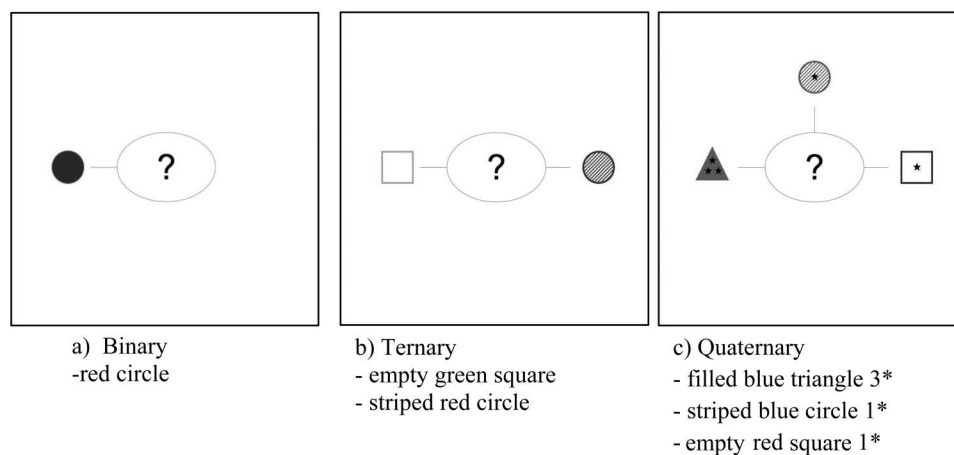 ?
?
?
a) Binary
-red circle
b) Ternary
- empty green square
- striped red circle
c) Quaternary
- filled blue triangle 3*
- striped blue circle 1*
- empty red square 1*